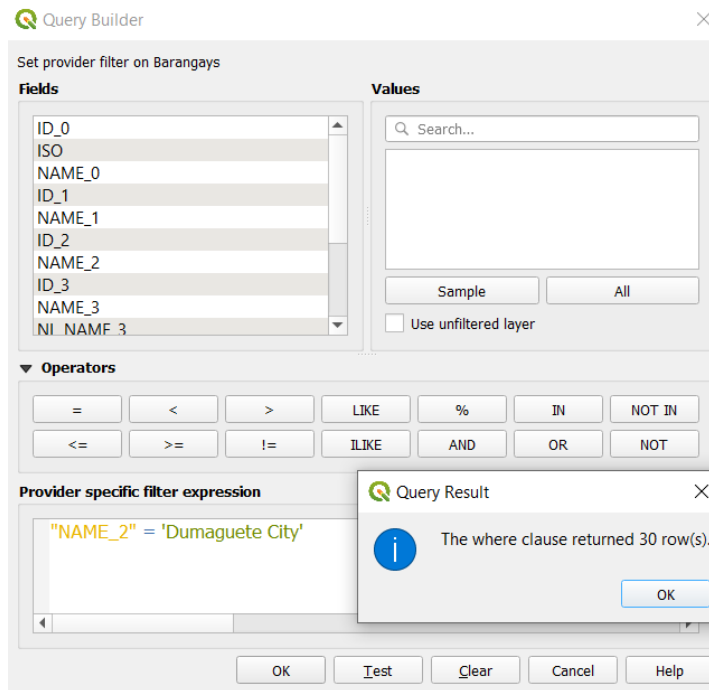 Query Builder
Set provider filter on Barangays
Fields
Values
ID_0
ISO
NAME_0
ID_1
NAME_1
ID_2
NAME_2
ID_3
NAME_3
NL_NAME_3
Search...
Sample
All
Use unfiltered layer
Operators
= < > LIKE % IN NOT IN
<= >= != ILIKE AND OR NOT
Provider specific filter expression
"NAME_2" = 'Dumaguete City'
Query Result
The where clause returned 30 row(s).
OK
OK Test Clear Cancel Help